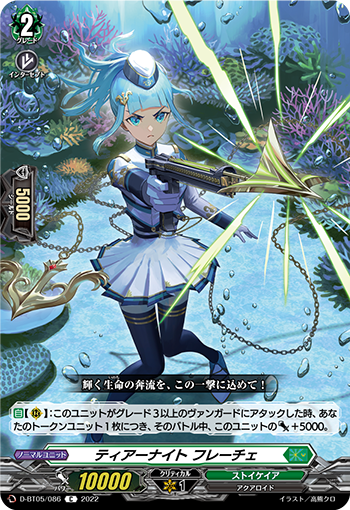 2
グレード
インターセプト
5000
シールド
輝く生命の奔流を、この一撃に込めて！
【自】【(R)】：このユニットがグレード３以上のヴァンガードにアタックした時、あ
なたのトークンユニット１枚につき、そのバトル中、このユニットの+5000。
ノーマルユニット
ティアーナイト フレーチェ
パワー
10000
クリティカル
1
ストイケイア
アクアロイド
D-BT05/086 C 2022
イラスト/高熊クロ